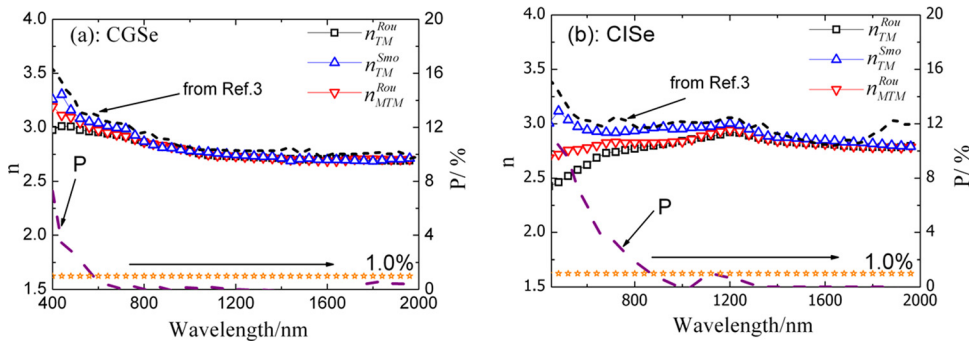 (a): CGSe
n
4.0
3.5
3.0
2.5
2.0
1.5
n_TM^Rou
n_TM^Smo
n_MTM^Rou
from Ref.3
P
1.0%
20
16
12
8
4
0
P/ %
400 800 1200 1600 2000
Wavelength/nm
(b): CISe
n
4.0
3.5
3.0
2.5
2.0
1.5
n_TM^Rou
n_TM^Smo
n_MTM^Rou
from Ref.3
P
1.0%
20
16
12
8
4
0
P/ %
800 1200 1600 2000
Wavelength/nm